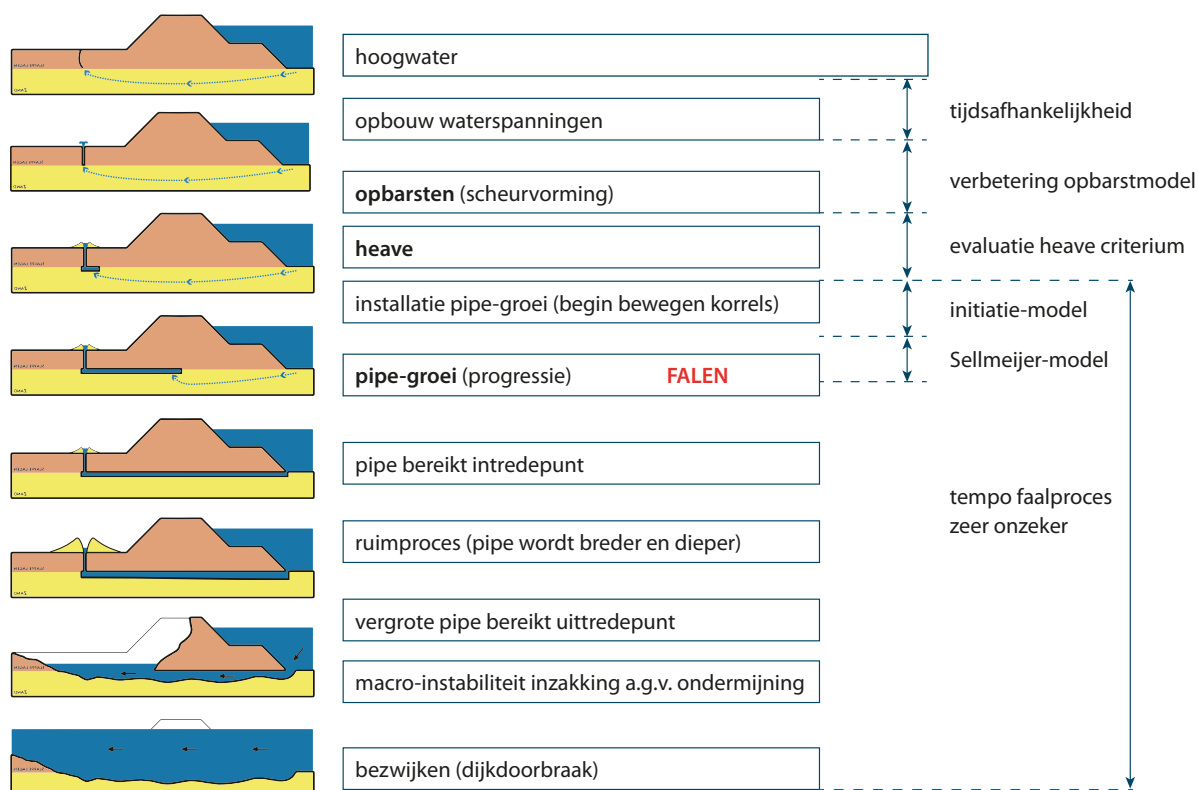 hoogwater
tijdsafhankelijkheid
opbouw waterspanningen
verbetering opbarstmodel
opbarsten (scheurvorming)
heave
evaluatie heave criterium
installatie pipe-groei (begin bewegen korrels)
initiatie-model
Sellmeijer-model
pipe-groei (progressie) FALEN
pipe bereikt intredepunt
tempo faalproces
zeer onzeker
ruimproces (pipe wordt breder en dieper)
vergrote pipe bereikt uittredepunt
macro-instabiliteit inzakking a.g.v. ondermijning
bezwijken (dijkdoorbraak)